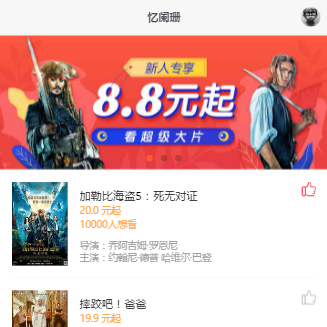 忆阑珊
新人专享
8.8元起
看超级大片
加勒比海盗5：死无对证
20.0 元起
10000人想看
导演：乔阿吉姆·罗恩尼
主演：约翰尼·德普 哈维尔·巴登
摔跤吧！爸爸
19.9 元起